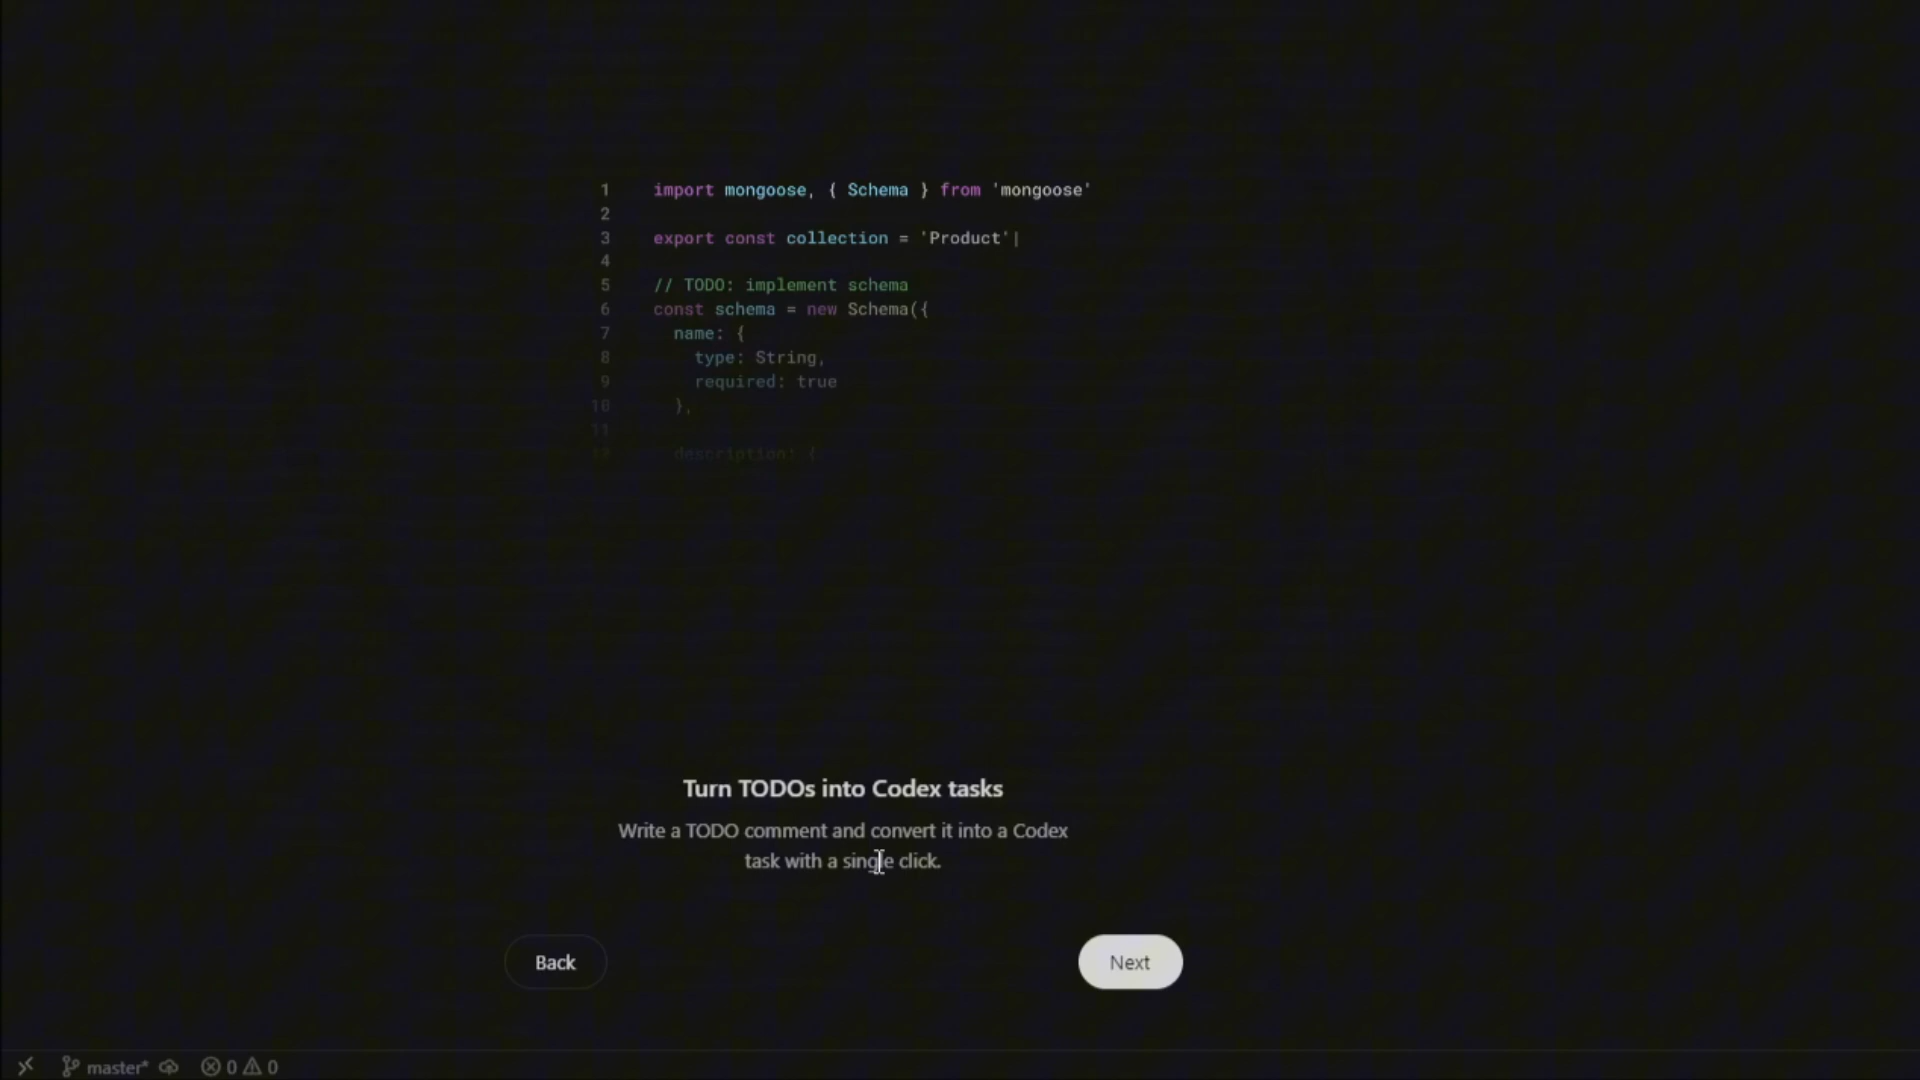 1 import mongoose, { Schema } from 'mongoose'
2
3 export const collection = 'Product'|
4
5 // TODO: implement schema
6 const schema = new Schema({
7 name: {
8 type: String,
9 required: true
10 },
11
12 description: {
Turn TODOs into Codex tasks
Write a TODO comment and convert it into a Codex
task with a single click.
Back
Next
master* 0 0